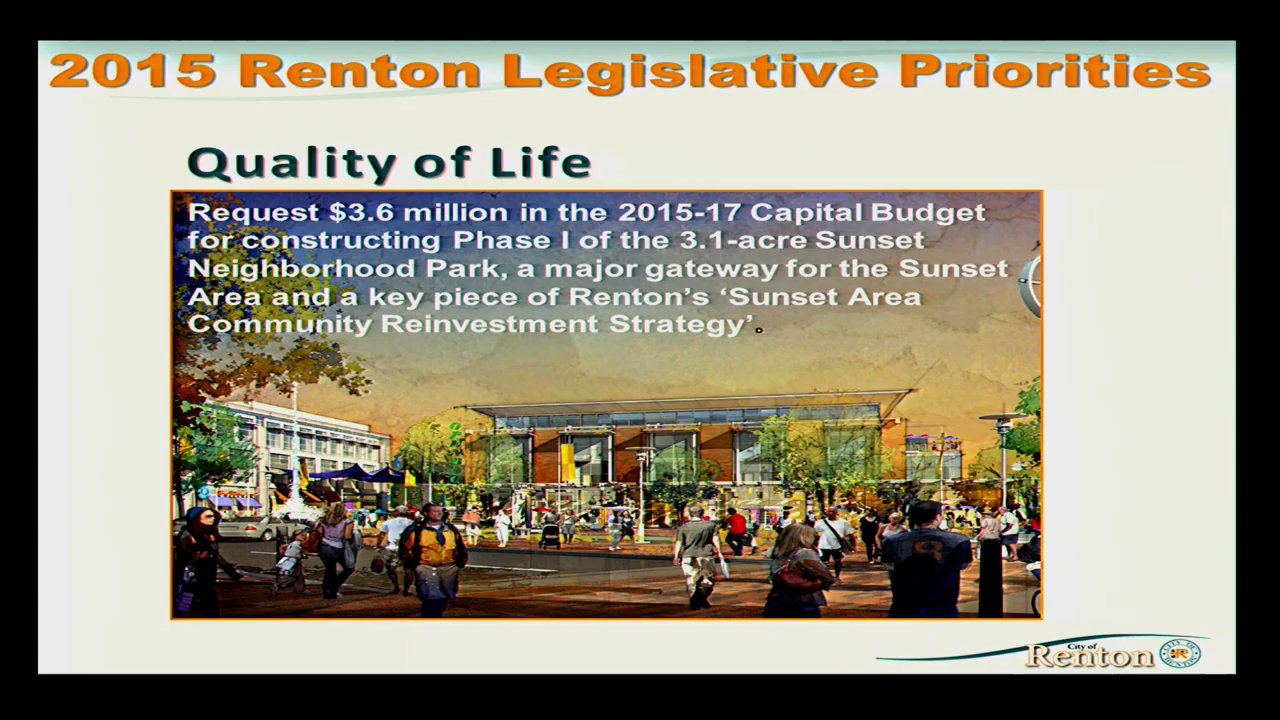 2015 Renton Legislative Priorities
Quality of Life
Request $3.6 million in the 2015-17 Capital Budget
for constructing Phase I of the 3.1-acre Sunset
Neighborhood Park, a major gateway for the Sunset
Area and a key piece of Renton’s ‘Sunset Area
Community Reinvestment Strategy’.
City of
Renton